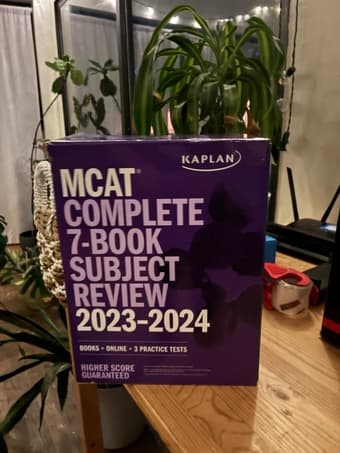 KAPLAN
MCAT®
COMPLETE
7-BOOK
SUBJECT
REVIEW
2023–2024
BOOKS + ONLINE + 3 PRACTICE TESTS
HIGHER SCORE
GUARANTEED